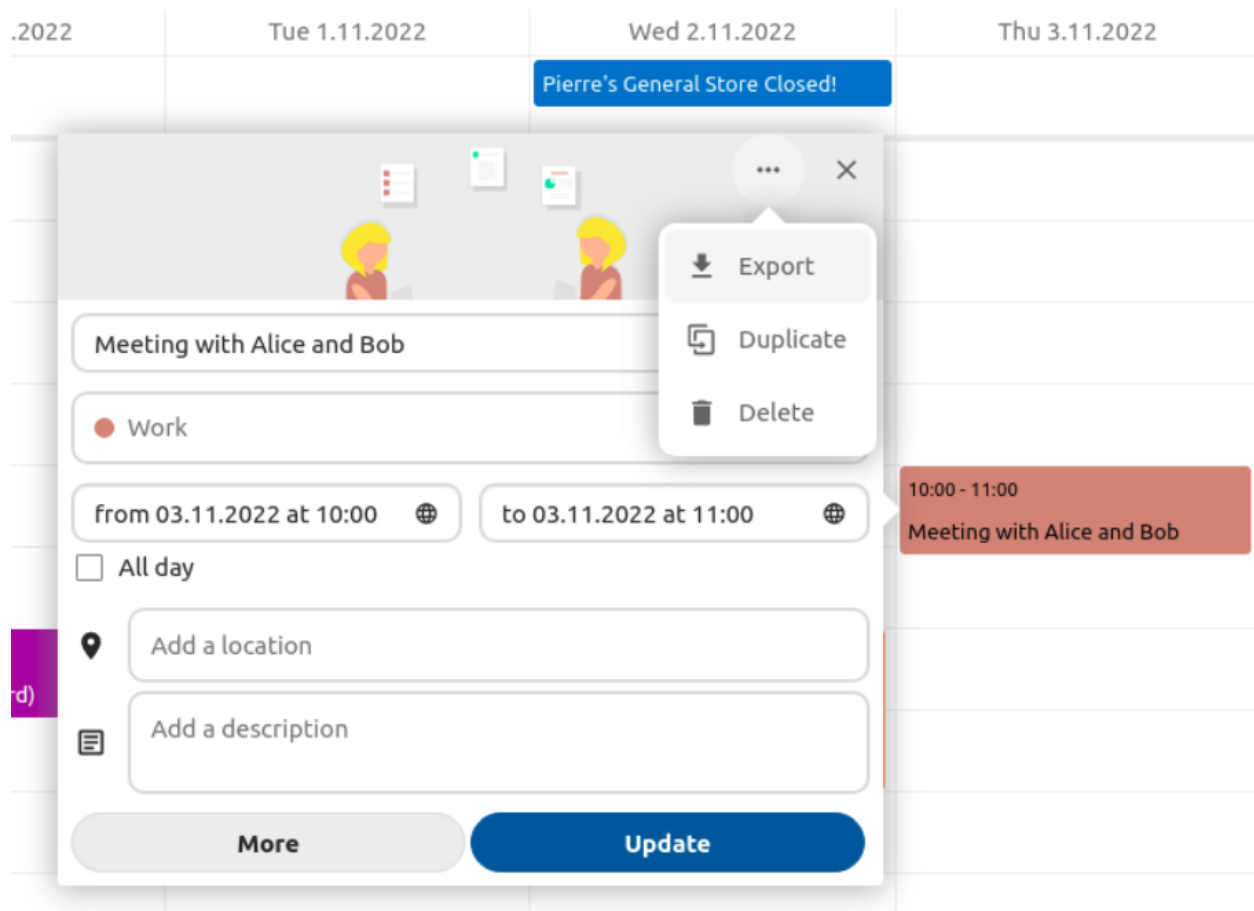 .2022
Tue 1.11.2022
Wed 2.11.2022
Thu 3.11.2022
Pierre's General Store Closed!
Export
Duplicate
Delete
Meeting with Alice and Bob
Work
from 03.11.2022 at 10:00
to 03.11.2022 at 11:00
All day
Add a location
Add a description
More
Update
10:00 - 11:00
Meeting with Alice and Bob
rd)